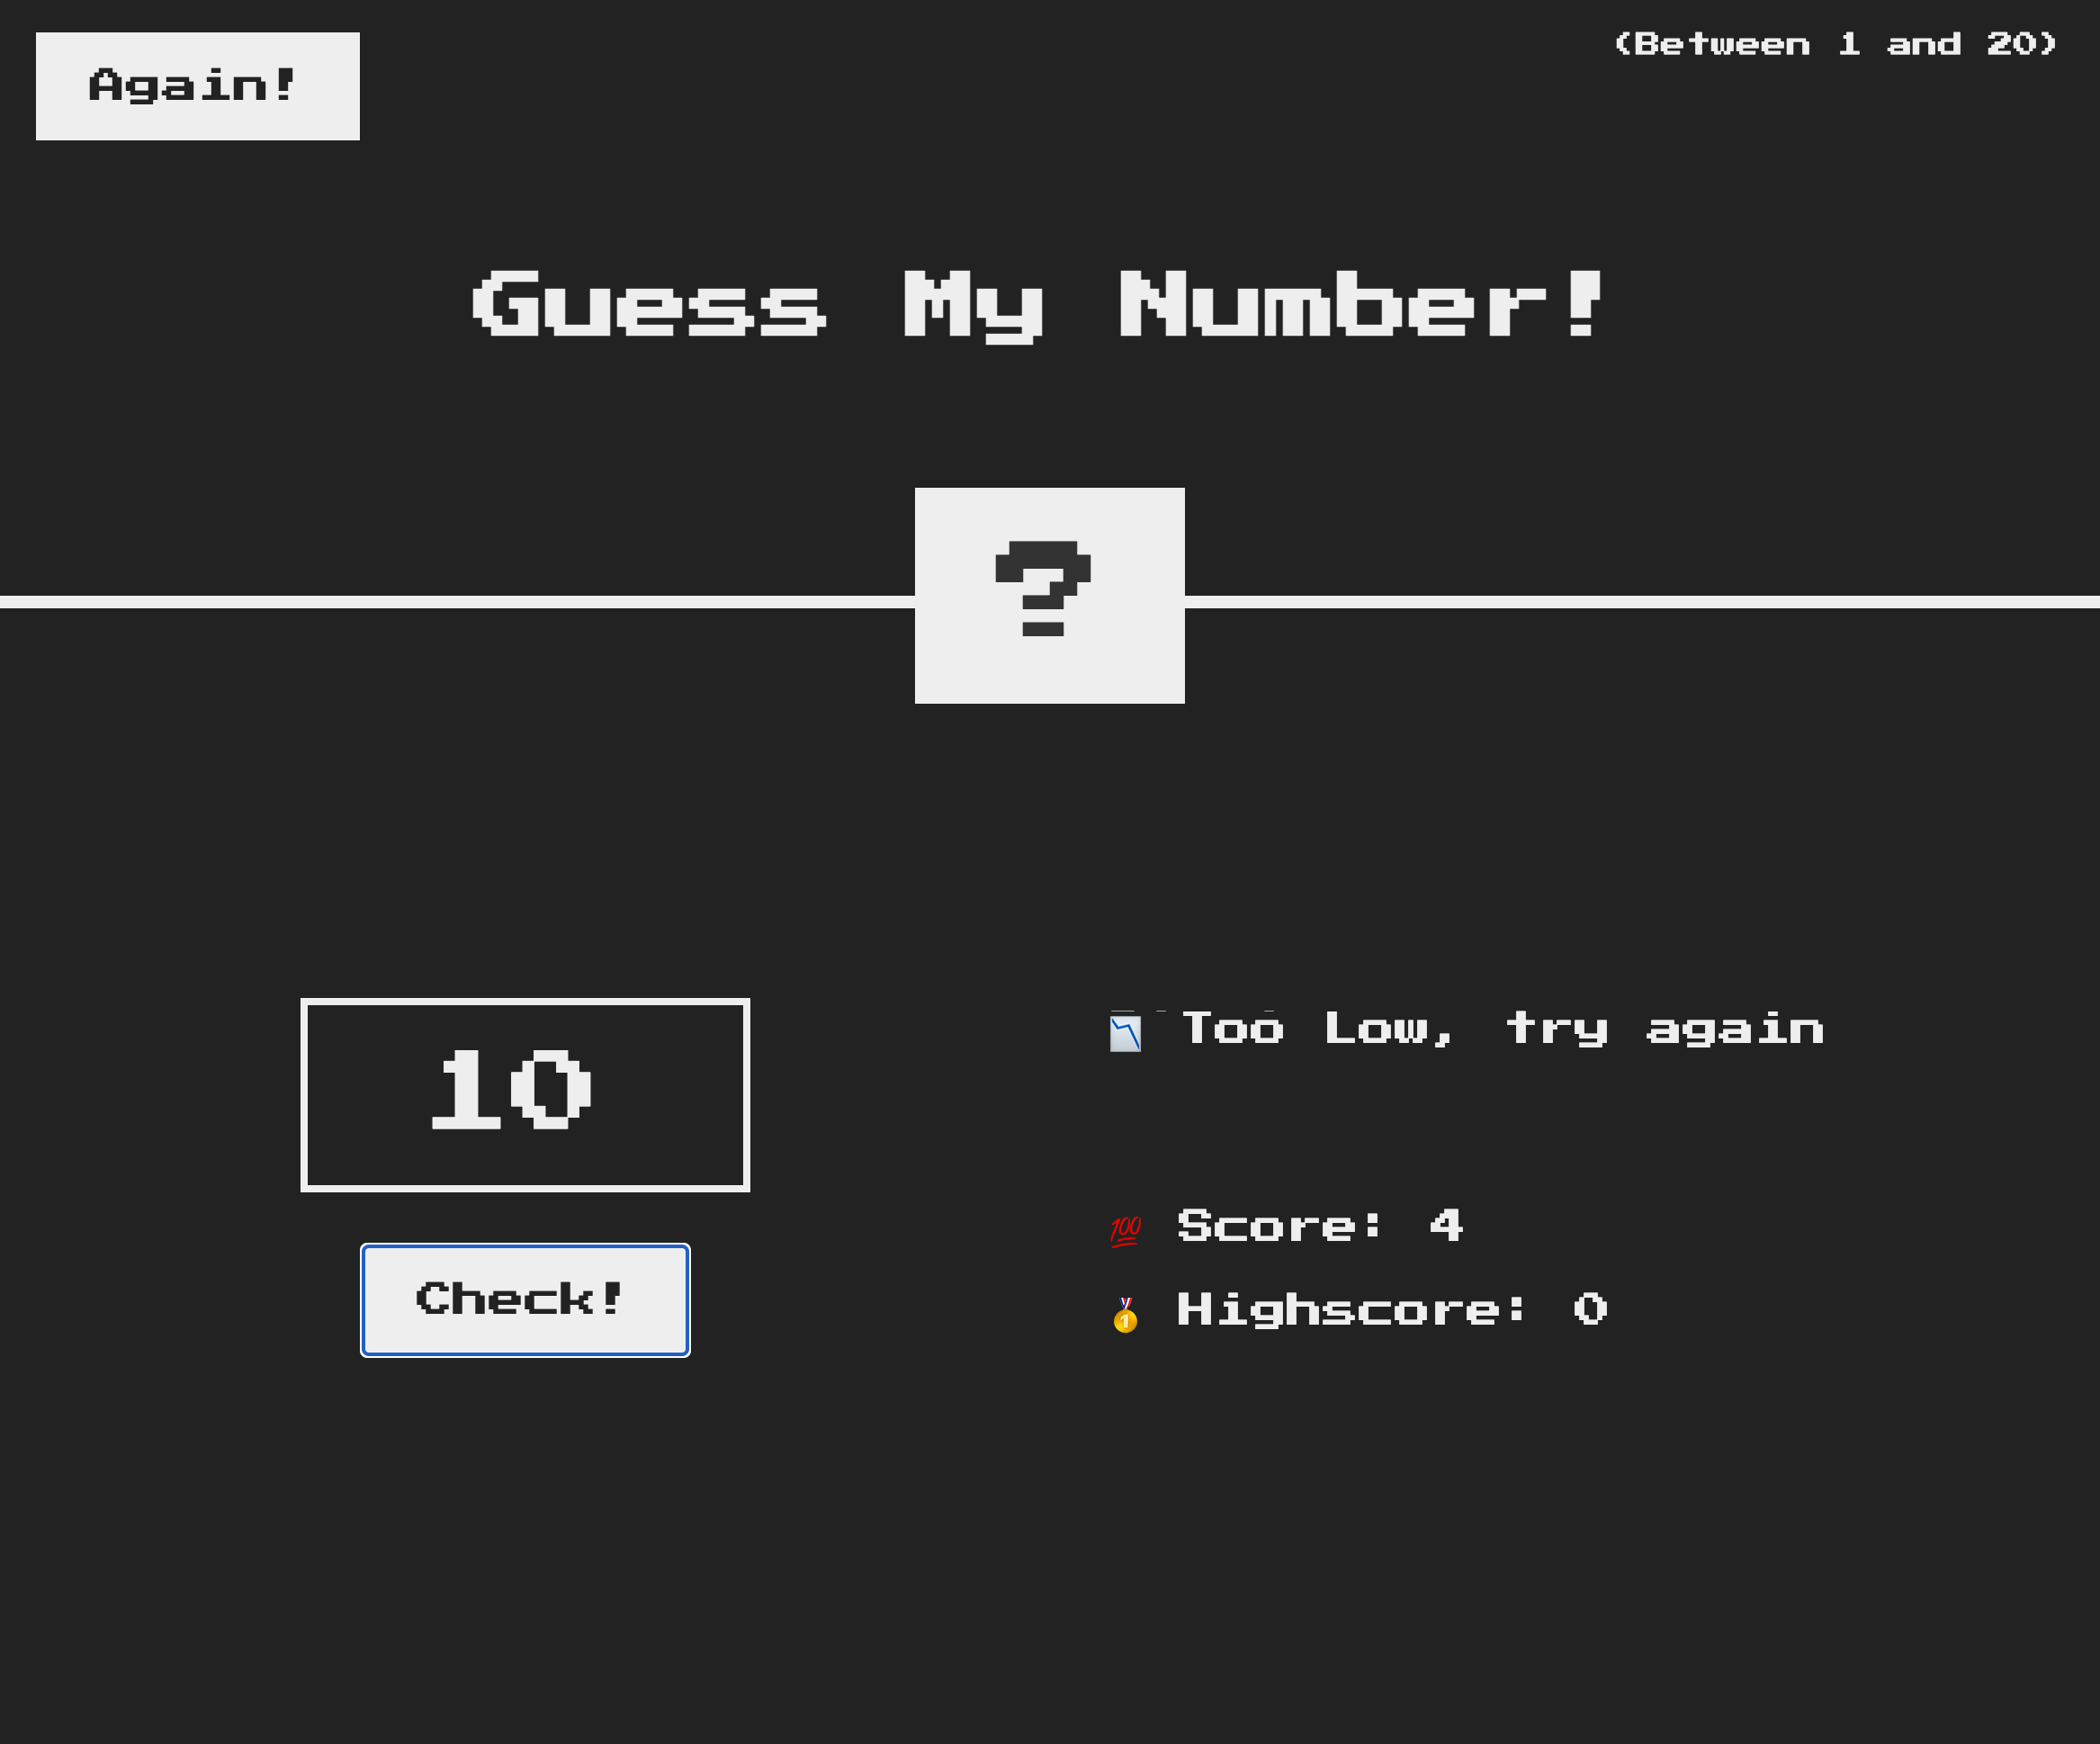 Again!
(Between 1 and 20)
Guess My Number!
?
10
📉 Too Low, try again
Check!
💯 Score: 4
🥇 Highscore: 0